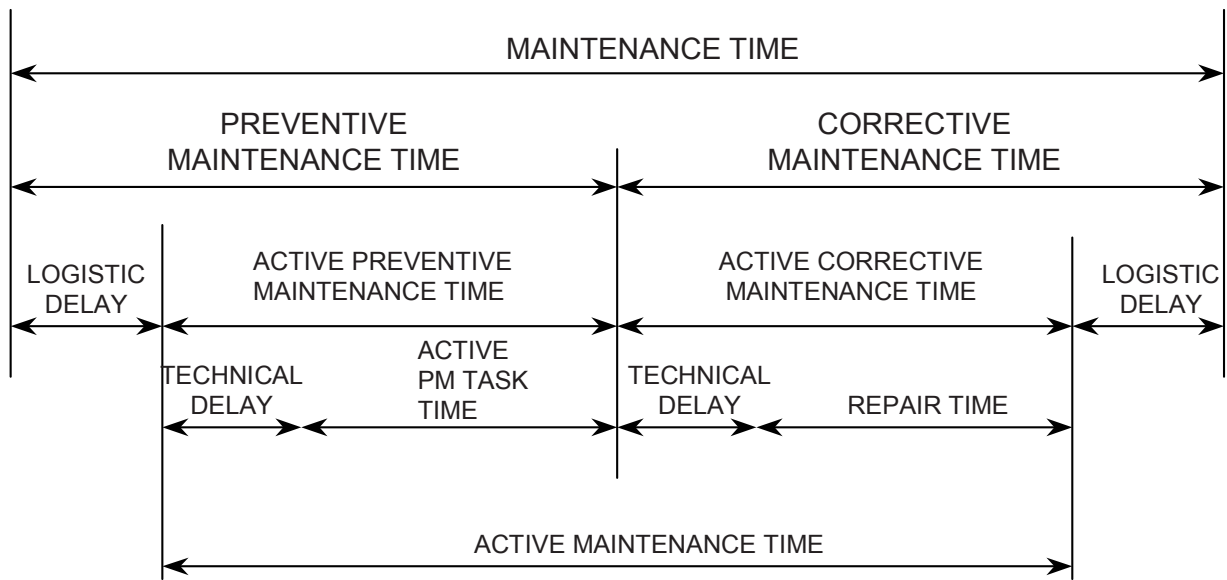 MAINTENANCE TIME
PREVENTIVE
MAINTENANCE TIME
CORRECTIVE
MAINTENANCE TIME
LOGISTIC
DELAY
ACTIVE PREVENTIVE
MAINTENANCE TIME
ACTIVE CORRECTIVE
MAINTENANCE TIME
LOGISTIC
DELAY
TECHNICAL
DELAY
ACTIVE
PM TASK
TIME
TECHNICAL
DELAY
REPAIR TIME
ACTIVE MAINTENANCE TIME